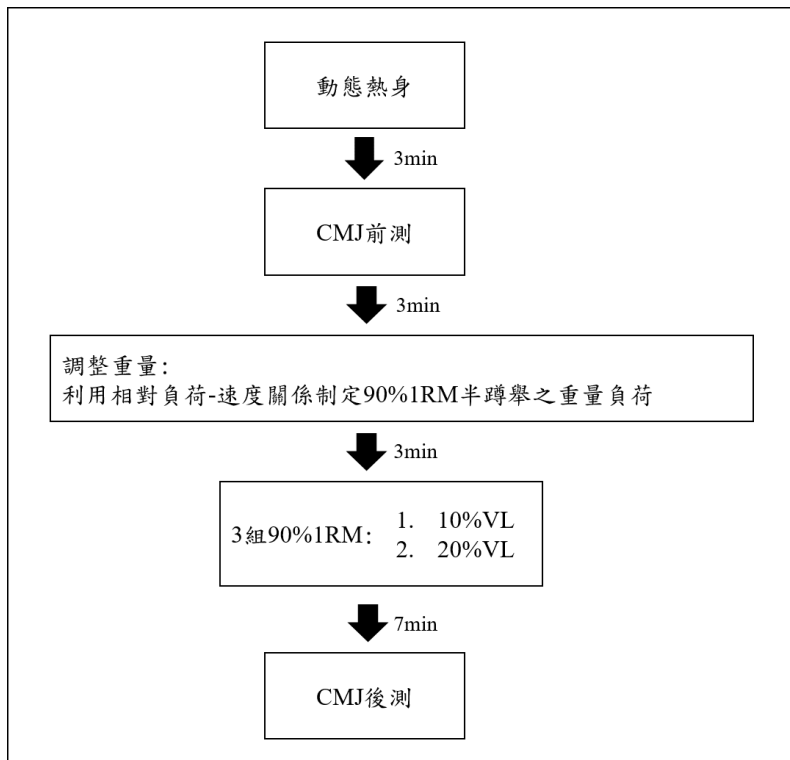 動態熱身
3min
CMJ前測
3min
調整重量:
利用相對負荷-速度關係制定90%1RM半蹲舉之重量負荷
3min
3組90%1RM:
1. 10%VL
2. 20%VL
7min
CMJ後測